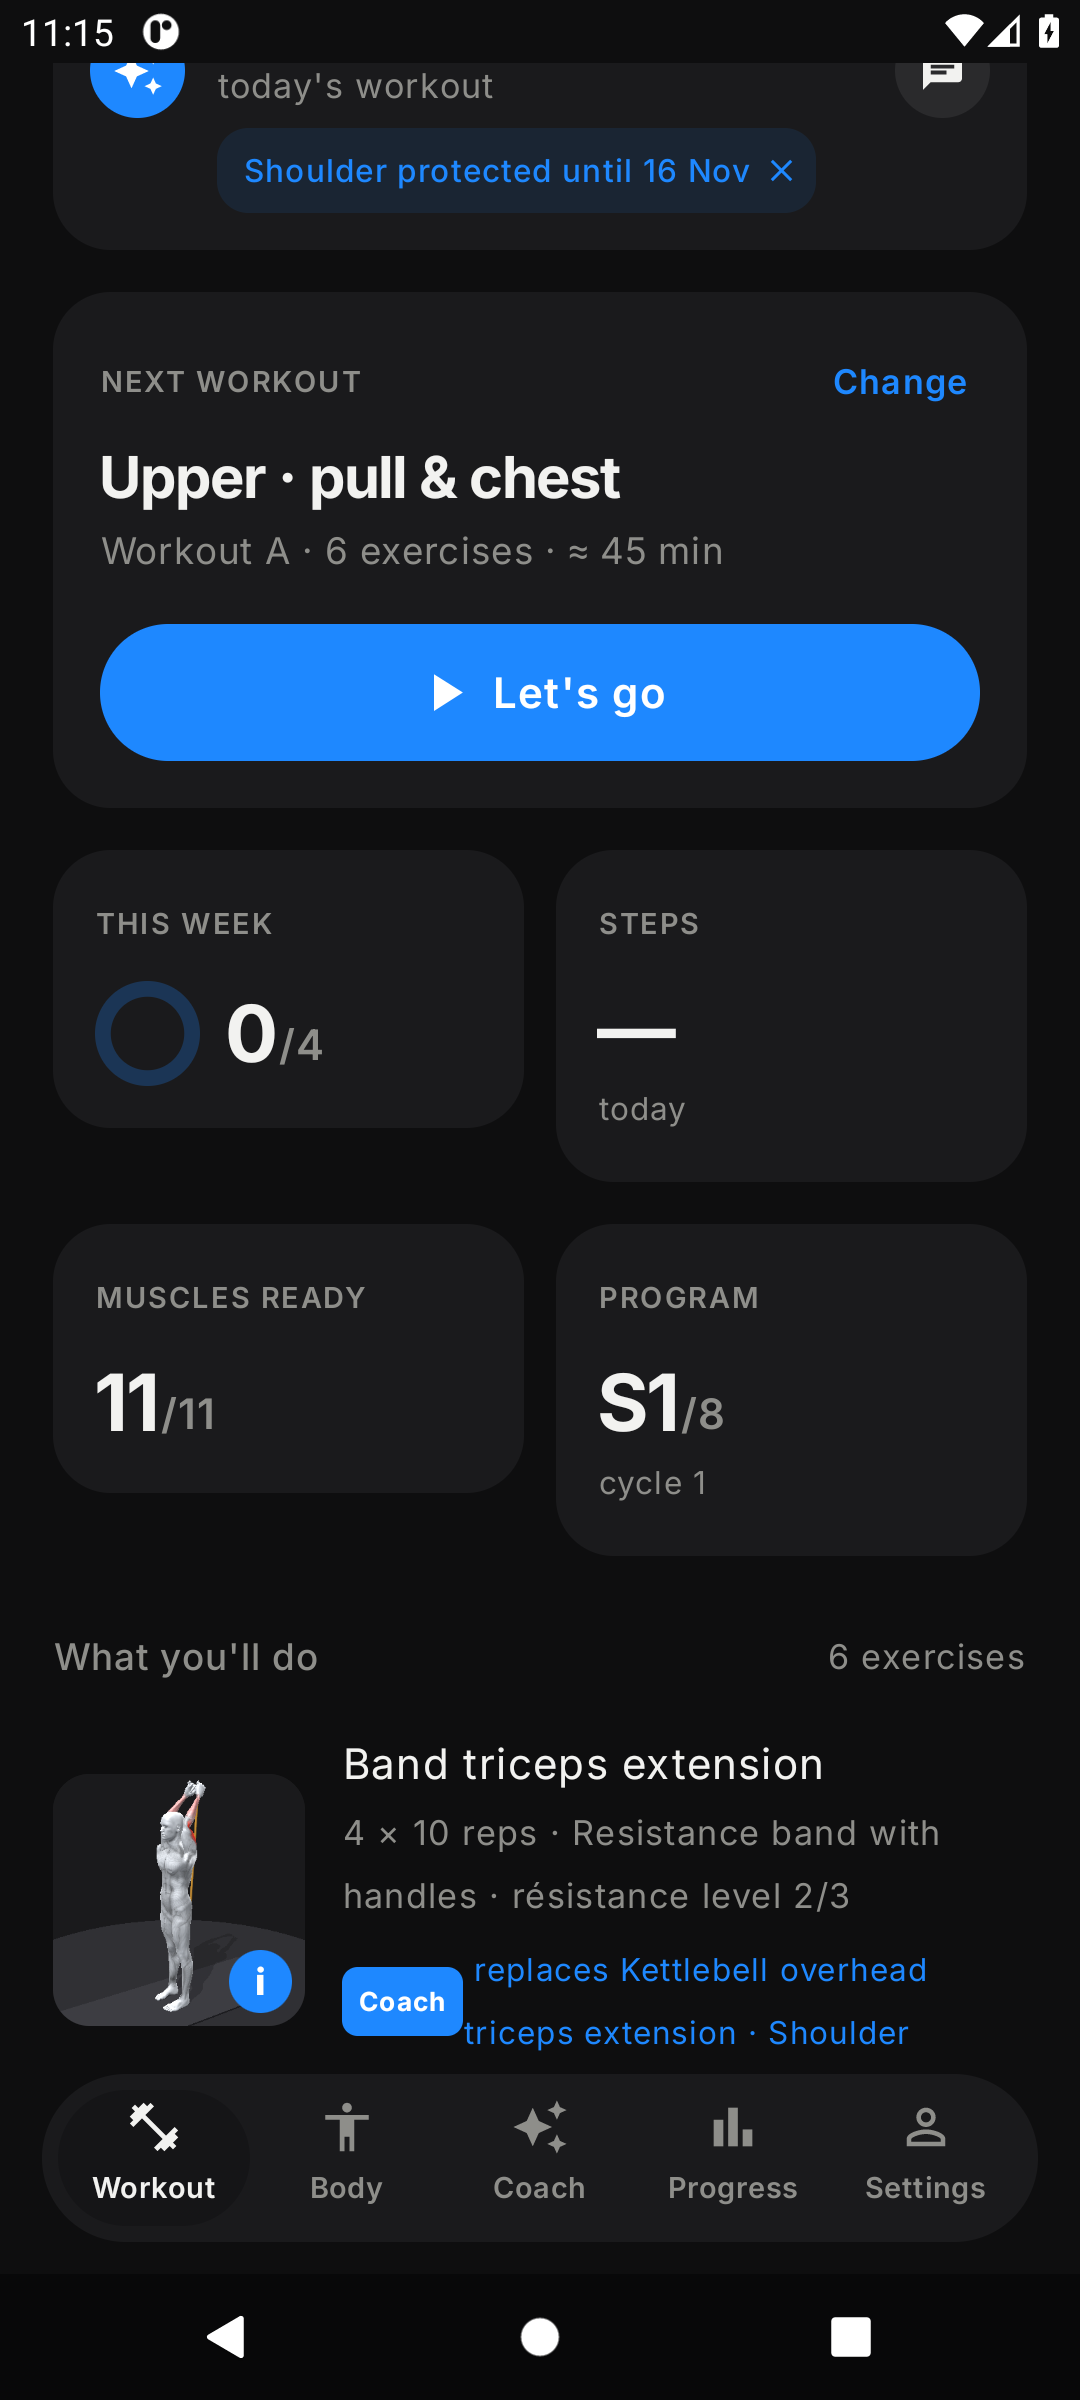 11:15
today's workout
Shoulder protected until 16 Nov
NEXT WORKOUT
Change
Upper · pull & chest
Workout A · 6 exercises · ≈ 45 min
Let's go
THIS WEEK
0/4
STEPS
—
today
MUSCLES READY
11/11
PROGRAM
S1/8
cycle 1
What you'll do
6 exercises
Band triceps extension
4 × 10 reps · Resistance band with
handles · résistance level 2/3
Coach replaces Kettlebell overhead
triceps extension · Shoulder
Workout
Body
Coach
Progress
Settings